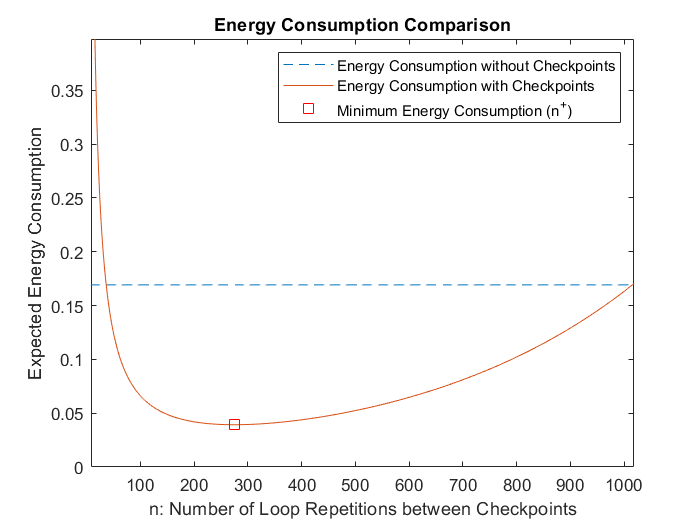 Energy Consumption Comparison
Energy Consumption without Checkpoints
Energy Consumption with Checkpoints
Minimum Energy Consumption (n⁺)
Expected Energy Consumption
0.35
0.3
0.25
0.2
0.15
0.1
0.05
0
100 200 300 400 500 600 700 800 900 1000
n: Number of Loop Repetitions between Checkpoints